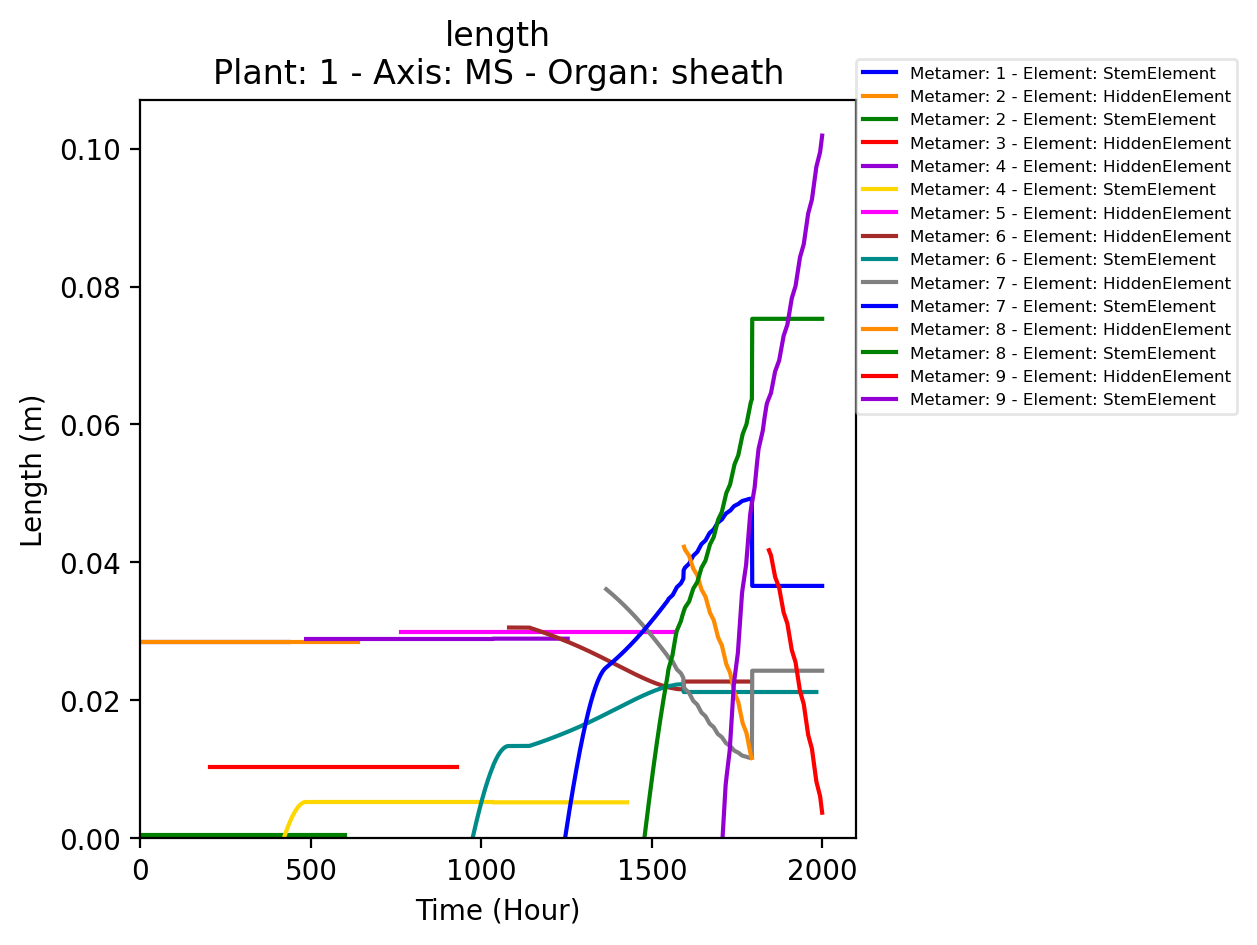 length
Plant: 1 - Axis: MS - Organ: sheath
Metamer: 1 - Element: StemElement
Metamer: 2 - Element: HiddenElement
Metamer: 2 - Element: StemElement
Metamer: 3 - Element: HiddenElement
Metamer: 4 - Element: HiddenElement
Metamer: 4 - Element: StemElement
Metamer: 5 - Element: HiddenElement
Metamer: 6 - Element: HiddenElement
Metamer: 6 - Element: StemElement
Metamer: 7 - Element: HiddenElement
Metamer: 7 - Element: StemElement
Metamer: 8 - Element: HiddenElement
Metamer: 8 - Element: StemElement
Metamer: 9 - Element: HiddenElement
Metamer: 9 - Element: StemElement
Length (m)
0.10
0.08
0.06
0.04
0.02
0.00
0 500 1000 1500 2000
Time (Hour)